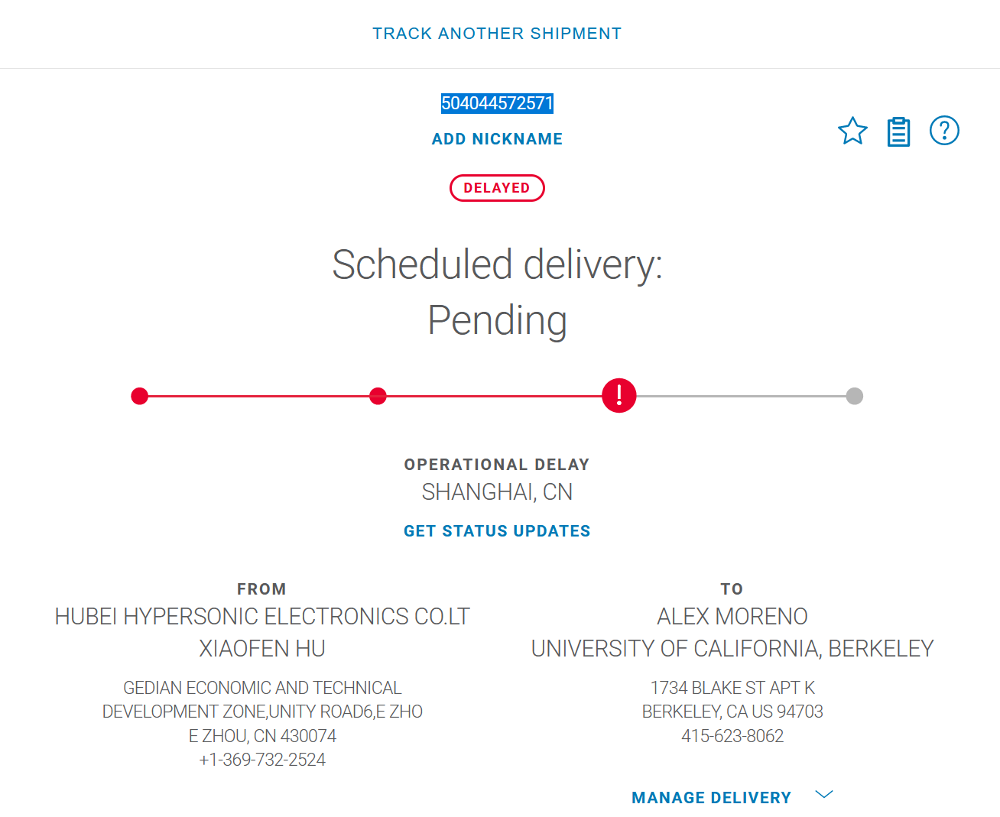 TRACK ANOTHER SHIPMENT
504044572571
ADD NICKNAME
DELAYED
Scheduled delivery:
Pending
OPERATIONAL DELAY
SHANGHAI, CN
GET STATUS UPDATES
FROM
HUBEI HYPERSONIC ELECTRONICS CO.LT
XIAOFEN HU
GEDIAN ECONOMIC AND TECHNICAL
DEVELOPMENT ZONE,UNITY ROAD6,E ZHO
E ZHOU, CN 430074
+1-369-732-2524
TO
ALEX MORENO
UNIVERSITY OF CALIFORNIA, BERKELEY
1734 BLAKE ST APT K
BERKELEY, CA US 94703
415-623-8062
MANAGE DELIVERY